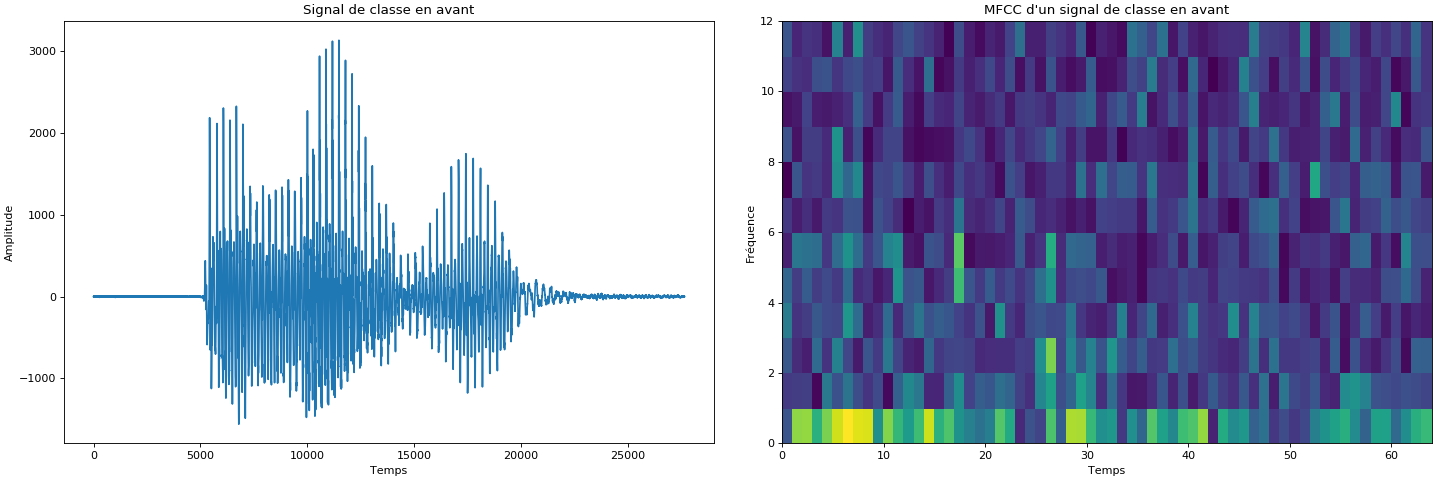 Signal de classe en avant
Amplitude
3000
2000
1000
0
−1000
0 5000 10000 15000 20000 25000
Temps
MFCC d'un signal de classe en avant
Fréquence
12
10
8
6
4
2
0
0 10 20 30 40 50 60
Temps